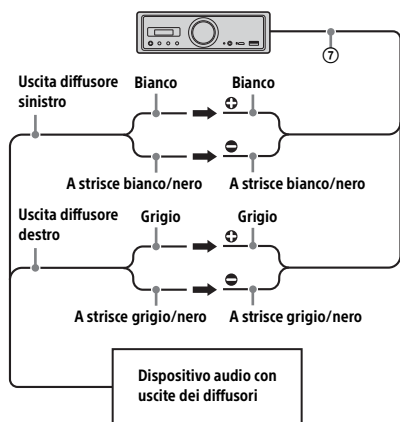 ⑦
Uscita diffusore
sinistro
Bianco
Bianco
A strisce bianco/nero
A strisce bianco/nero
Uscita diffusore
destro
Grigio
Grigio
A strisce grigio/nero
A strisce grigio/nero
Dispositivo audio con
uscite dei diffusori